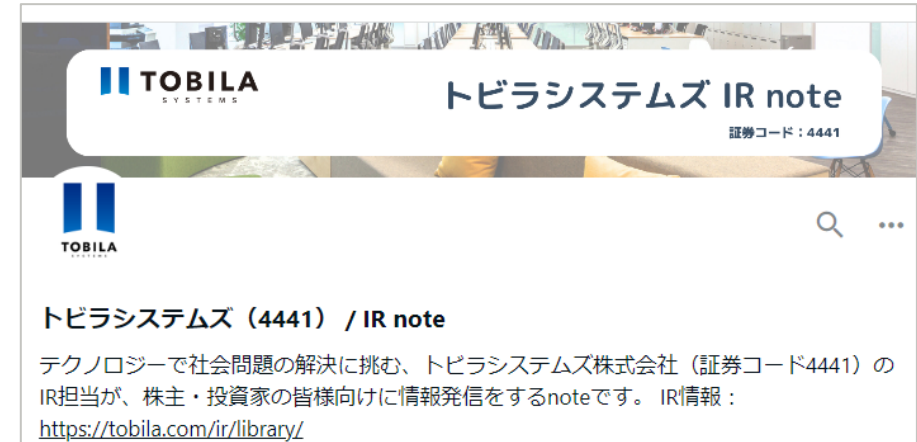 TOBILA
SYSTEMS
トビラシステムズ IR note
証券コード：4441
TOBILA
SYSTEMS
トビラシステムズ（4441） / IR note
テクノロジーで社会問題の解決に挑む、トビラシステムズ株式会社（証券コード4441）の
IR担当が、株主・投資家の皆様向けに情報発信をするnoteです。 IR情報：
https://tobila.com/ir/library/